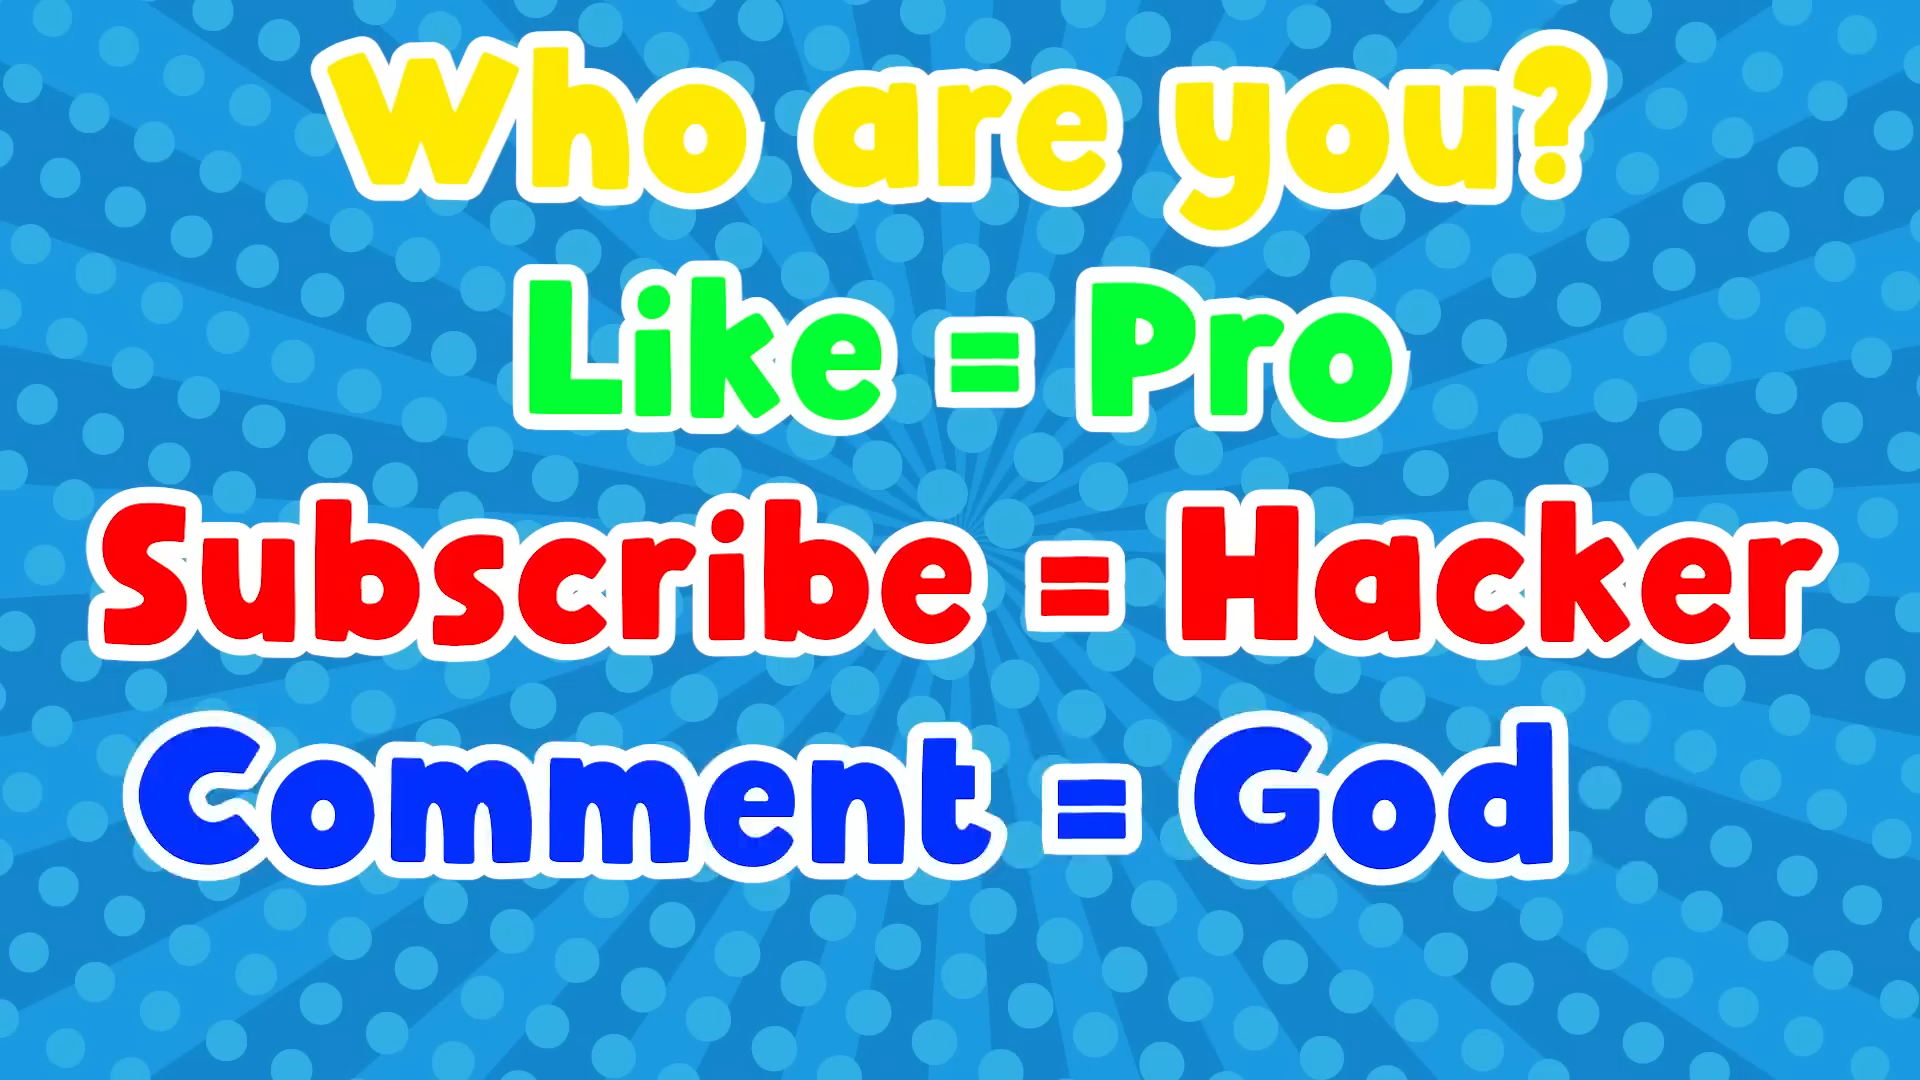 Who are you?
Like = Pro
Subscribe = Hacker
Comment = God